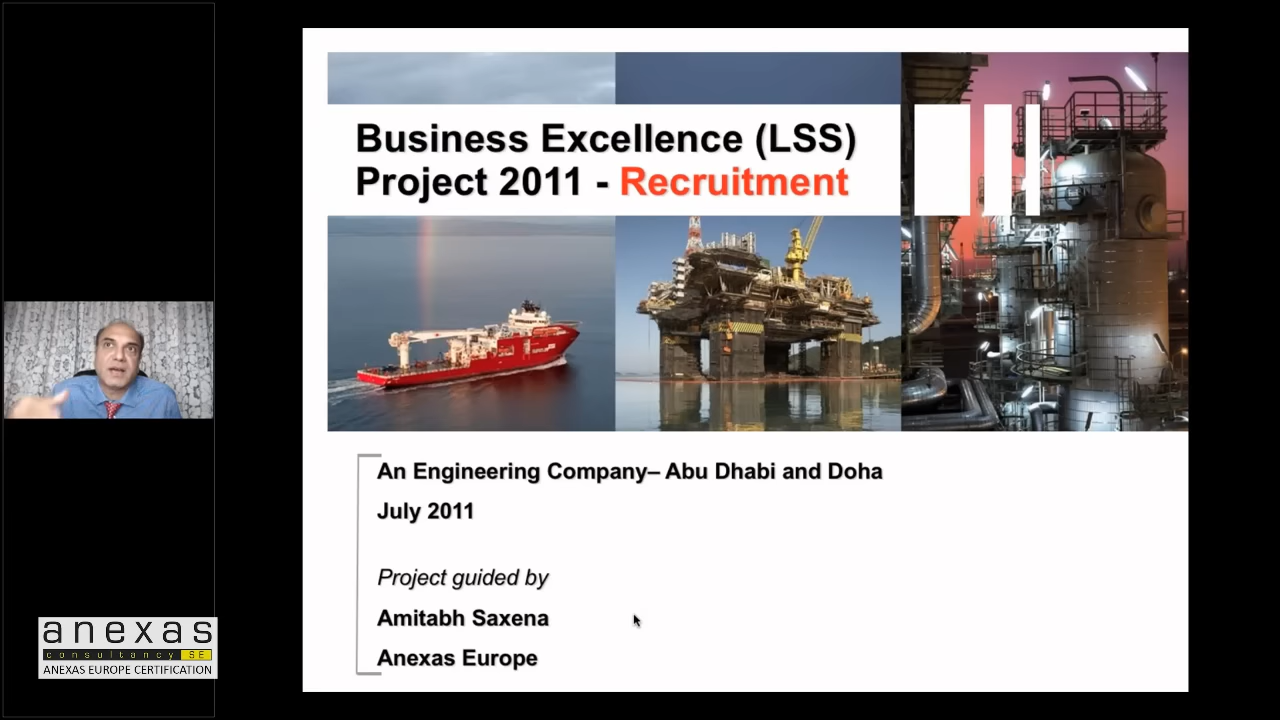 Business Excellence (LSS)
Project 2011 - Recruitment
An Engineering Company– Abu Dhabi and Doha
July 2011
Project guided by
Amitabh Saxena
Anexas Europe
anexas
consultancy SE
ANEXAS EUROPE CERTIFICATION